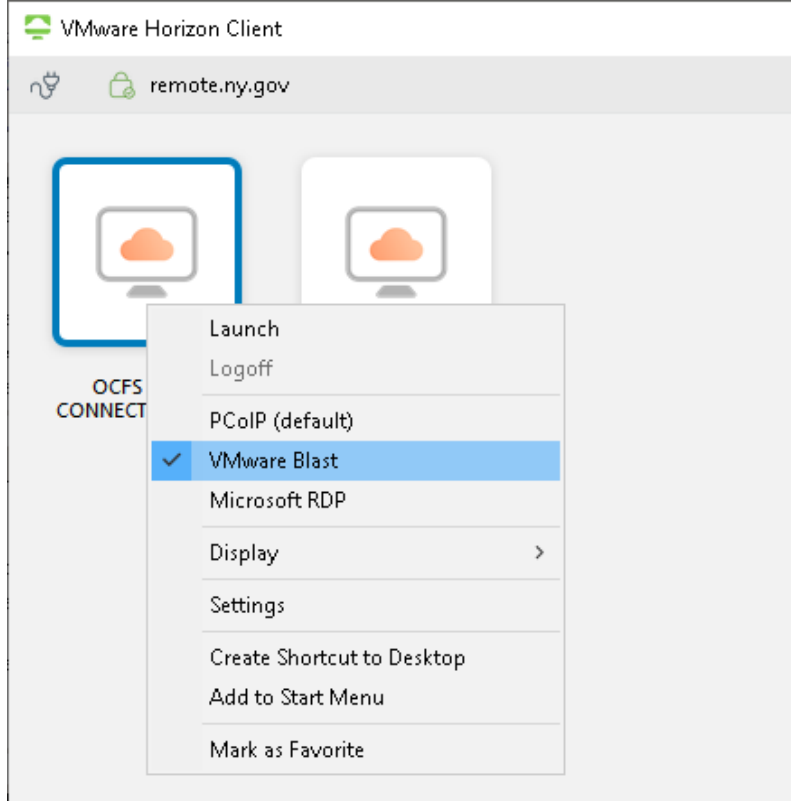 VMware Horizon Client
remote.ny.gov
OCFS
CONNECT
Launch
Logoff
PCoIP (default)
VMware Blast
Microsoft RDP
Display
Settings
Create Shortcut to Desktop
Add to Start Menu
Mark as Favorite